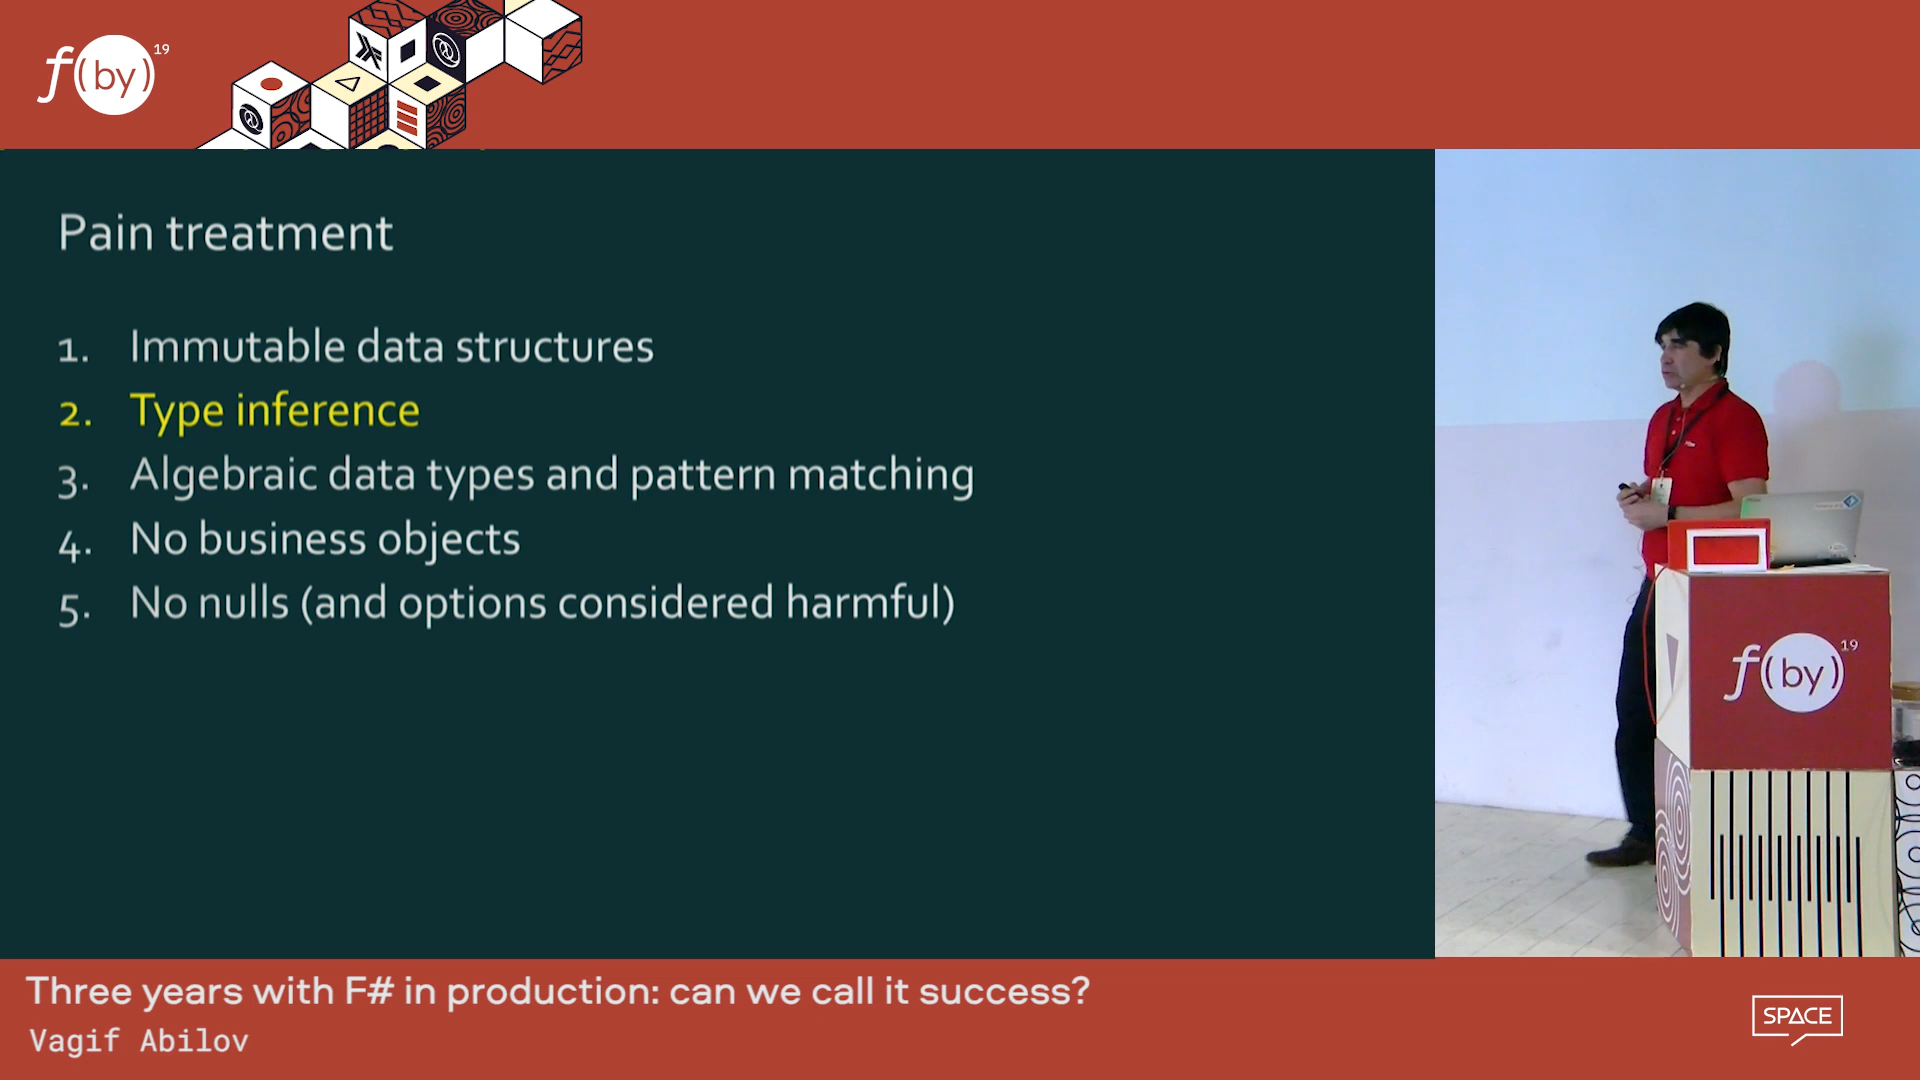 f(by) 19
Pain treatment
1. Immutable data structures
2. Type inference
3. Algebraic data types and pattern matching
4. No business objects
5. No nulls (and options considered harmful)
f(by) 19
Three years with F# in production: can we call it success?
Vagif Abilov
SPACE